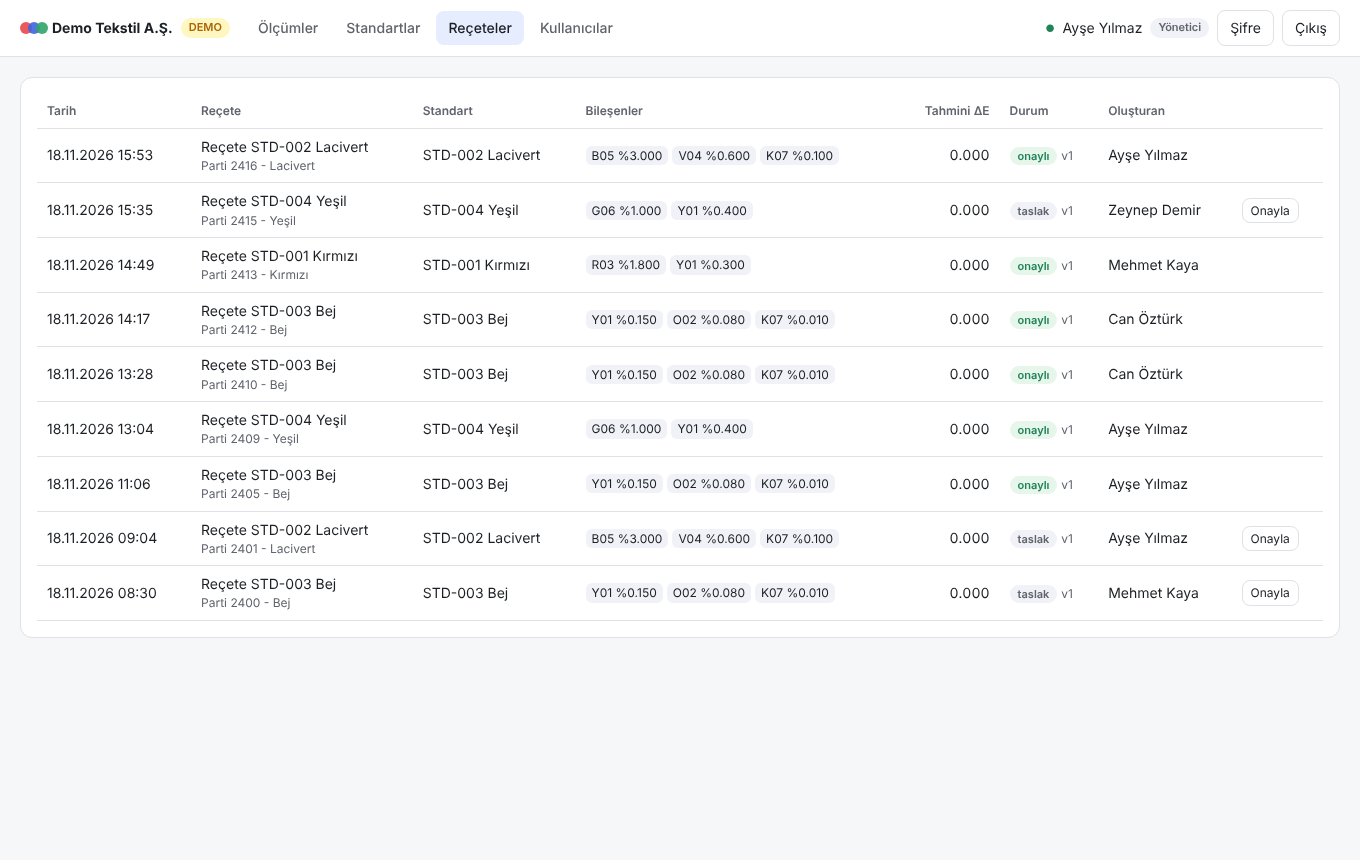 Demo Tekstil A.Ş. DEMO Ölçümler Standartlar Reçeteler Kullanıcılar Ayşe Yılmaz Yönetici Şifre Çıkış
Tarih Reçete Standart Bileşenler Tahmini ΔE Durum Oluşturan
18.11.2026 15:53 Reçete STD-002 Lacivert STD-002 Lacivert B05 %3.000 V04 %0.600 K07 %0.100 0.000 onaylı v1 Ayşe Yılmaz
Parti 2416 - Lacivert
18.11.2026 15:35 Reçete STD-004 Yeşil STD-004 Yeşil G06 %1.000 Y01 %0.400 0.000 taslak v1 Zeynep Demir Onayla
Parti 2415 - Yeşil
18.11.2026 14:49 Reçete STD-001 Kırmızı STD-001 Kırmızı R03 %1.800 Y01 %0.300 0.000 onaylı v1 Mehmet Kaya
Parti 2413 - Kırmızı
18.11.2026 14:17 Reçete STD-003 Bej STD-003 Bej Y01 %0.150 O02 %0.080 K07 %0.010 0.000 onaylı v1 Can Öztürk
Parti 2412 - Bej
18.11.2026 13:28 Reçete STD-003 Bej STD-003 Bej Y01 %0.150 O02 %0.080 K07 %0.010 0.000 onaylı v1 Can Öztürk
Parti 2410 - Bej
18.11.2026 13:04 Reçete STD-004 Yeşil STD-004 Yeşil G06 %1.000 Y01 %0.400 0.000 onaylı v1 Ayşe Yılmaz
Parti 2409 - Yeşil
18.11.2026 11:06 Reçete STD-003 Bej STD-003 Bej Y01 %0.150 O02 %0.080 K07 %0.010 0.000 onaylı v1 Ayşe Yılmaz
Parti 2405 - Bej
18.11.2026 09:04 Reçete STD-002 Lacivert STD-002 Lacivert B05 %3.000 V04 %0.600 K07 %0.100 0.000 taslak v1 Ayşe Yılmaz Onayla
Parti 2401 - Lacivert
18.11.2026 08:30 Reçete STD-003 Bej STD-003 Bej Y01 %0.150 O02 %0.080 K07 %0.010 0.000 taslak v1 Mehmet Kaya Onayla
Parti 2400 - Bej